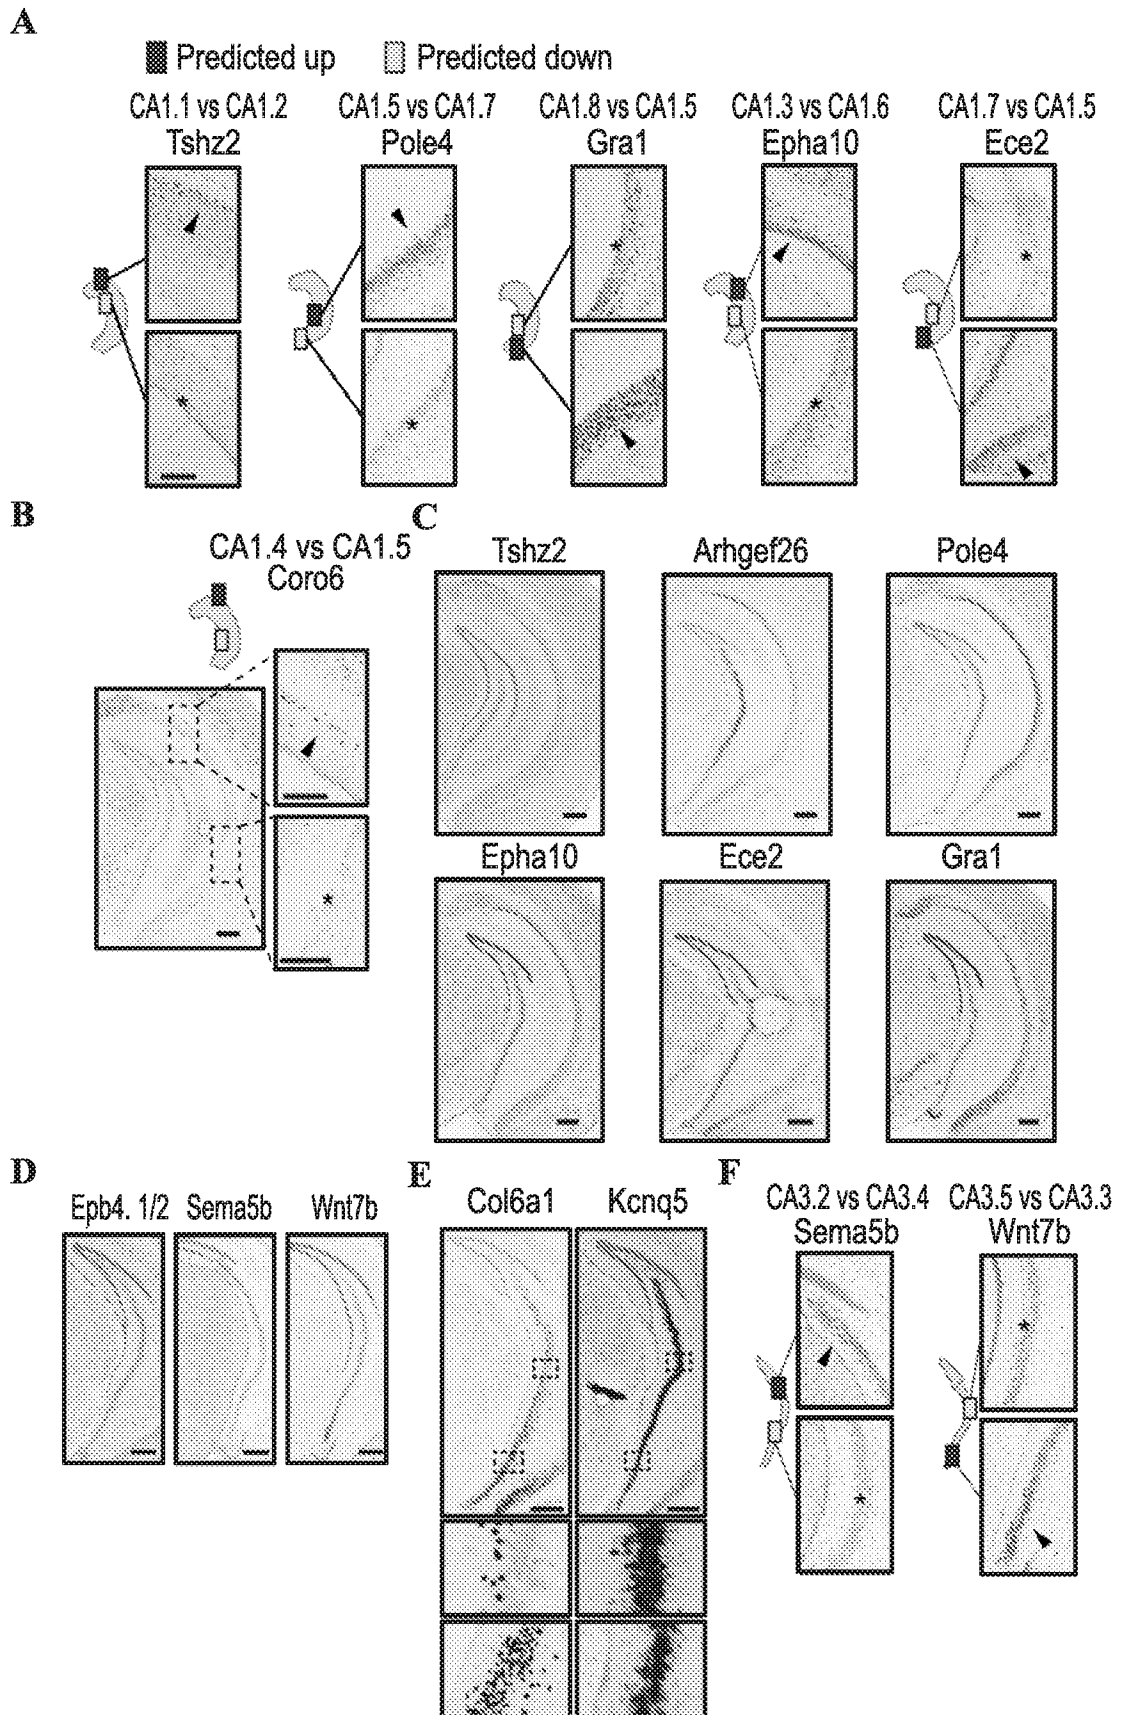 A
Predicted up Predicted down
CA1.1 vs CA1.2 CA1.5 vs CA1.7 CA1.8 vs CA1.5 CA1.3 vs CA1.6 CA1.7 vs CA1.5
Tshz2 Pole4 Gra1 Epha10 Ece2
*
*
*
*
*
B C
CA1.4 vs CA1.5
Coro6
*
Tshz2 Arhgef26 Pole4
Epha10 Ece2 Gra1
D E F
Epb4. 1/2 Sema5b Wnt7b
Col6a1 Kcnq5
CA3.2 vs CA3.4 CA3.5 vs CA3.3
Sema5b Wnt7b
*
*